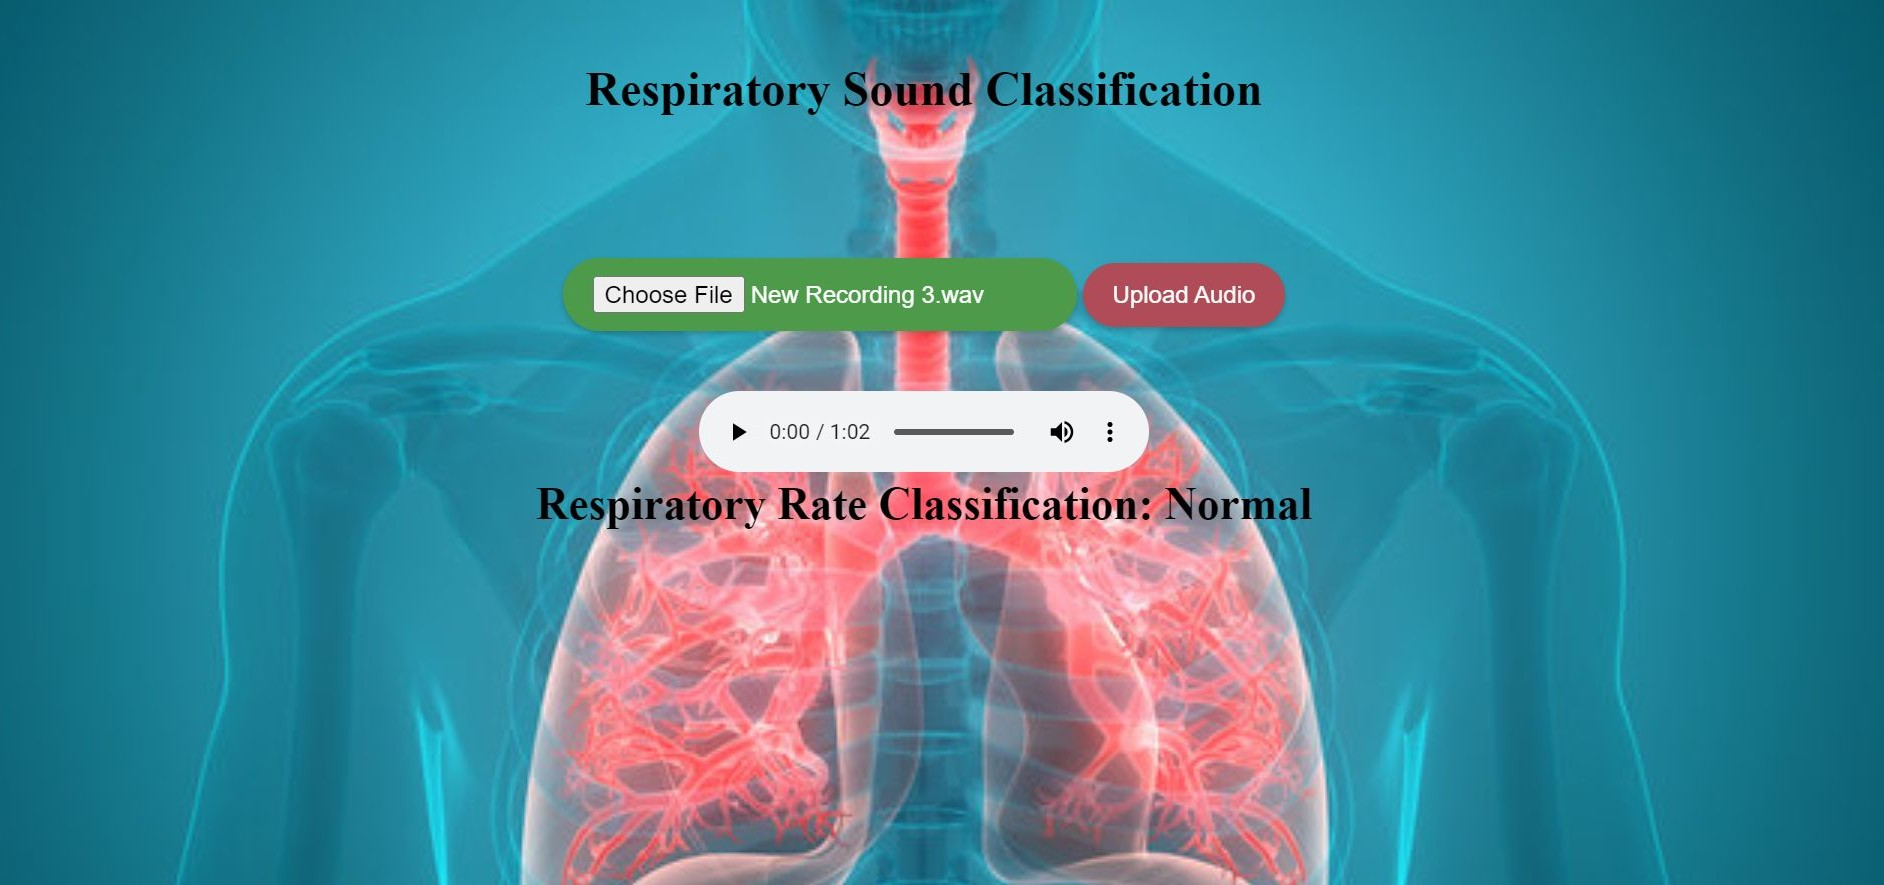 Respiratory Sound Classification
Choose File New Recording 3.wav Upload Audio
0:00 / 1:02
Respiratory Rate Classification: Normal